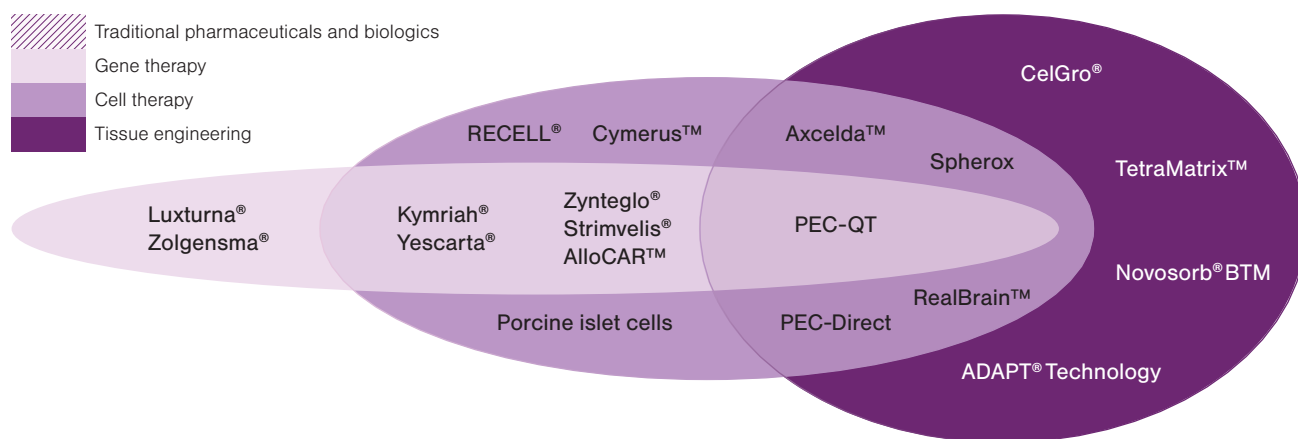 Traditional pharmaceuticals and biologics
Gene therapy
Cell therapy
Tissue engineering
CelGro®
RECELL®
Cymerus™
Axcelda™
Spherox
TetraMatrix™
Luxturna®
Zolgensma®
Kymriah®
Yescarta®
Zynteglo®
Strimvelis®
AlloCAR™
PEC-QT
Novosorb® BTM
RealBrain™
Porcine islet cells
PEC-Direct
ADAPT® Technology